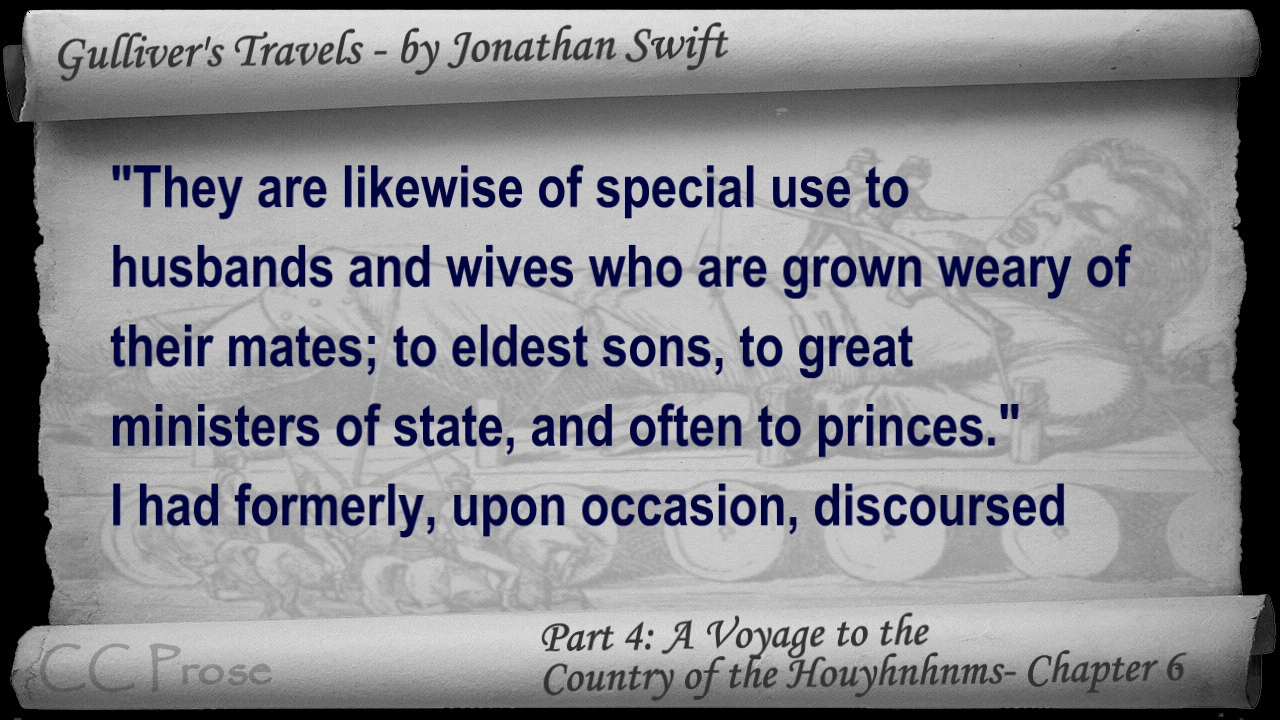 Gulliver's Travels - by Jonathan Swift
"They are likewise of special use to
husbands and wives who are grown weary of
their mates; to eldest sons, to great
ministers of state, and often to princes."
I had formerly, upon occasion, discoursed
Part 4: A Voyage to the
Country of the Houyhnhnms- Chapter 6
CC Prose